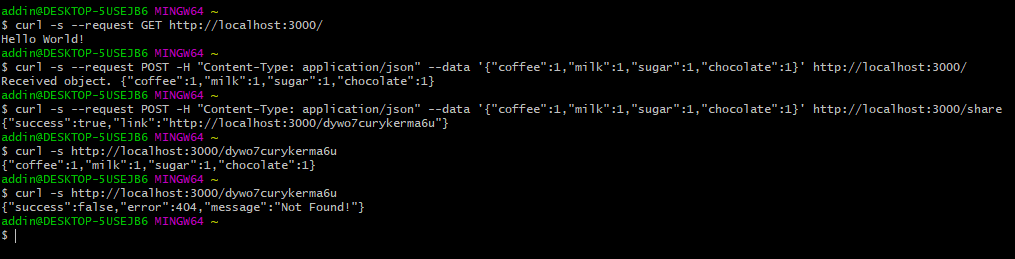 addin@DESKTOP-5USEJB6 MINGW64 ~
$ curl -s --request GET http://localhost:3000/
Hello World!
addin@DESKTOP-5USEJB6 MINGW64 ~
$ curl -s --request POST -H "Content-Type: application/json" --data '{"coffee":1,"milk":1,"sugar":1,"chocolate":1}' http://localhost:3000/
Received object. {"coffee":1,"milk":1,"sugar":1,"chocolate":1}
addin@DESKTOP-5USEJB6 MINGW64 ~
$ curl -s --request POST -H "Content-Type: application/json" --data '{"coffee":1,"milk":1,"sugar":1,"chocolate":1}' http://localhost:3000/share
{"success":true,"link":"http://localhost:3000/dywo7curykerma6u"}
addin@DESKTOP-5USEJB6 MINGW64 ~
$ curl -s http://localhost:3000/dywo7curykerma6u
{"coffee":1,"milk":1,"sugar":1,"chocolate":1}
addin@DESKTOP-5USEJB6 MINGW64 ~
$ curl -s http://localhost:3000/dywo7curykerma6u
{"success":false,"error":404,"message":"Not Found!"}
addin@DESKTOP-5USEJB6 MINGW64 ~
$